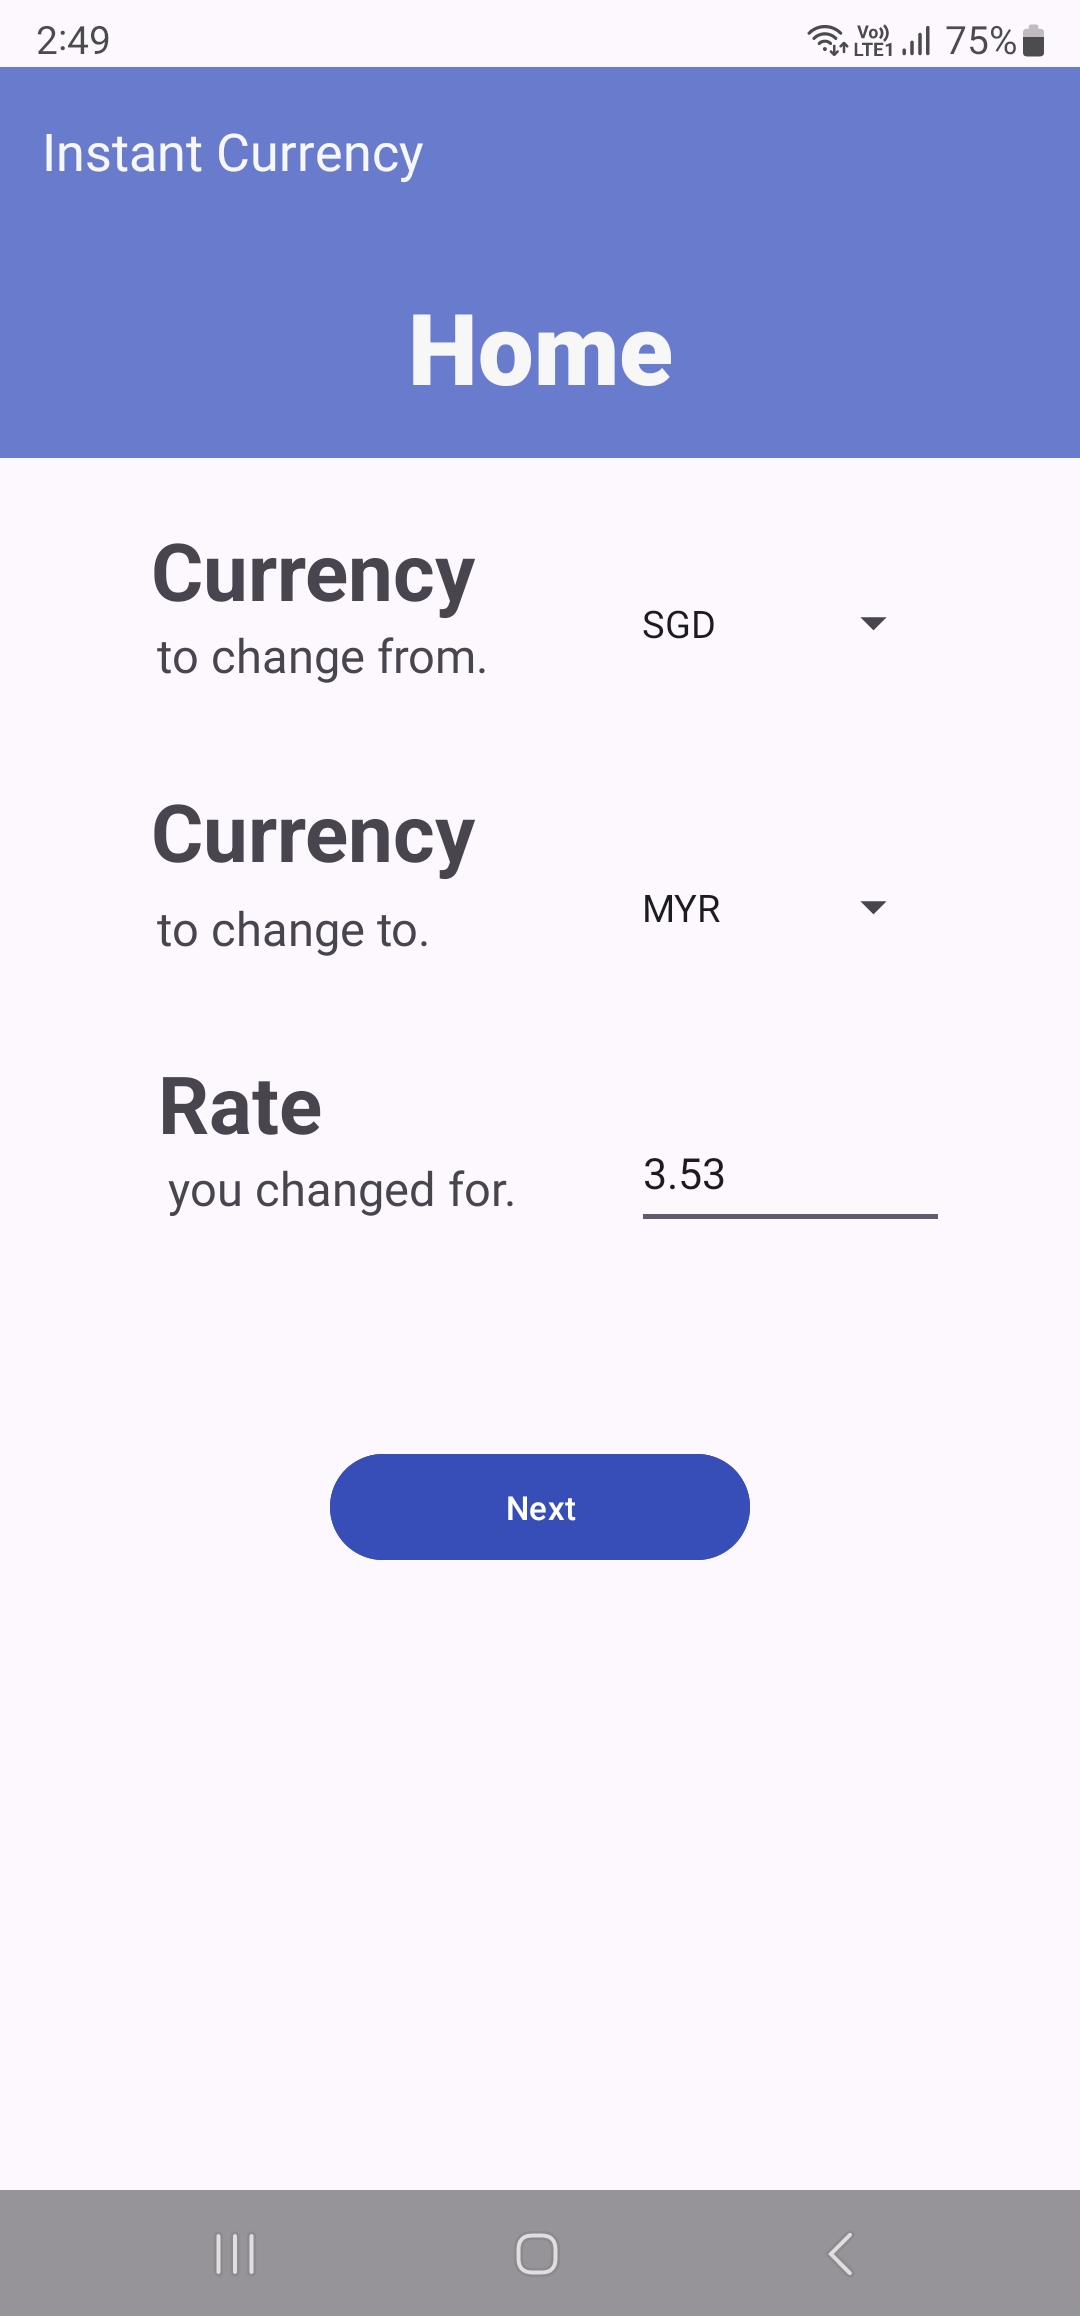 2:49
Vo))
LTE1
75%
Instant Currency
Home
Currency
to change from.
SGD
Currency
to change to.
MYR
Rate
you changed for.
3.53
Next